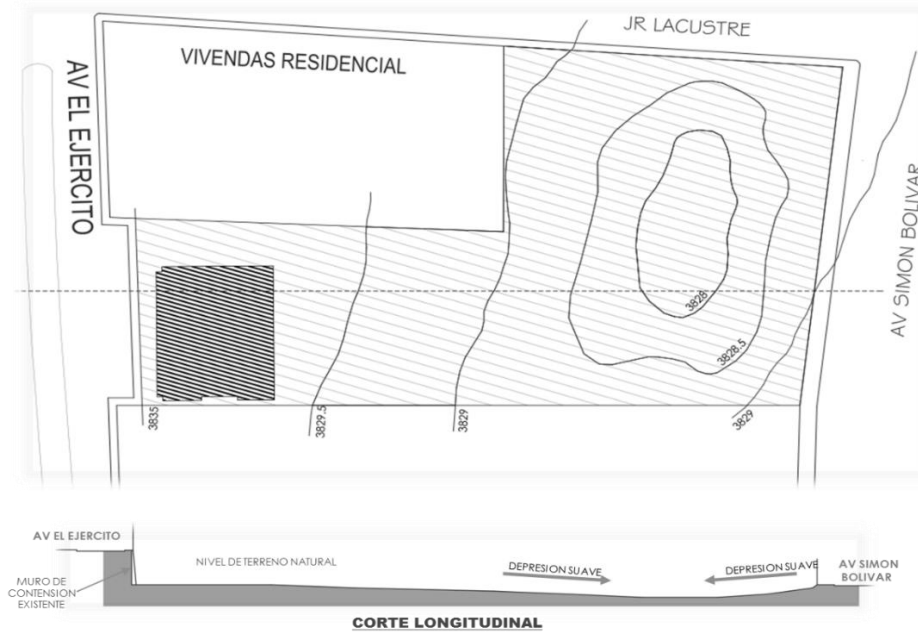 JR LACUSTRE
VIVENDAS RESIDENCIAL
AV EL EJERCITO
AV SIMON BOLIVAR
3828
3828.5
3835
3829.5
3829
3829
AV EL EJERCITO
NIVEL DE TERRENO NATURAL
DEPRESION SUAVE
DEPRESION SUAVE
AV SIMON
BOLIVAR
MURO DE
CONTENSIÓN
EXISTENTE
CORTE LONGITUDINAL